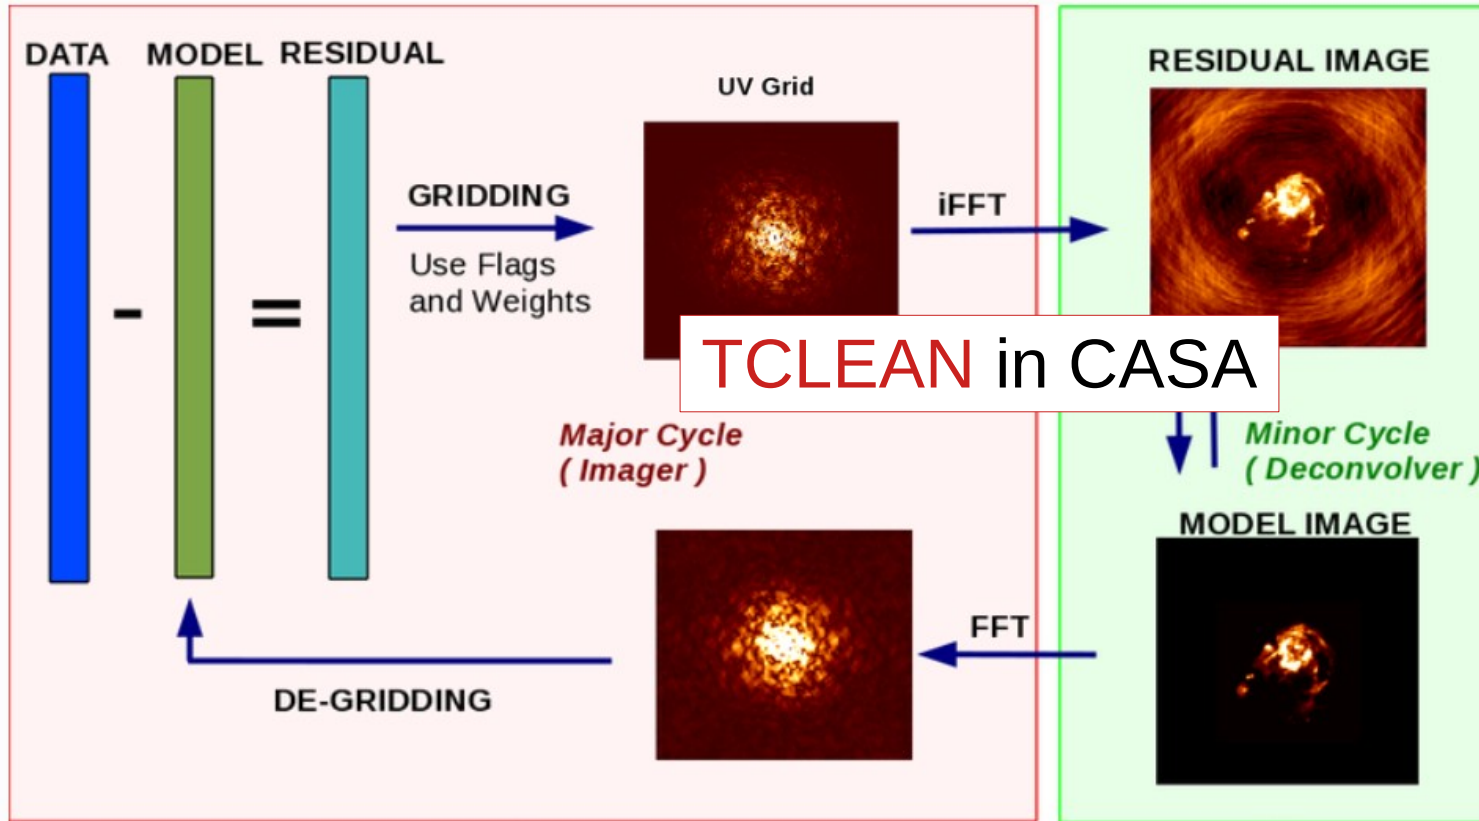 DATA MODEL RESIDUAL
-
=
GRIDDING
Use Flags
and Weights
UV Grid
iFFT
RESIDUAL IMAGE
TCLEAN in CASA
Major Cycle
( Imager )
Minor Cycle
( Deconvolver )
MODEL IMAGE
FFT
DE-GRIDDING